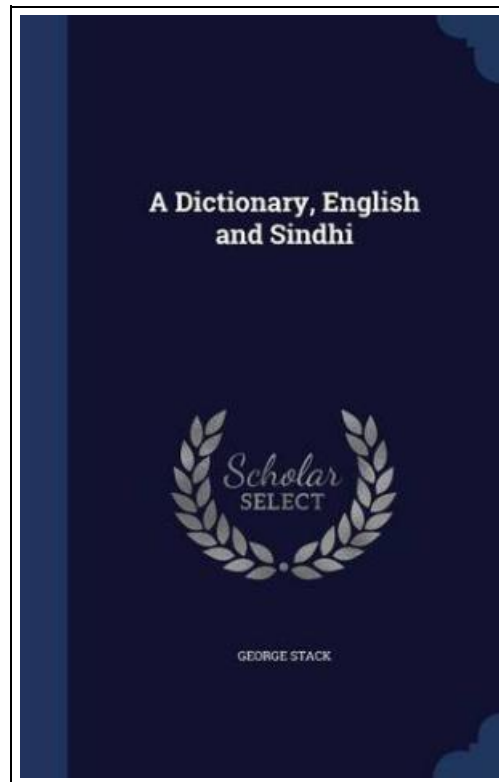 A Dictionary, English
and Sindhi
Scholar
SELECT
GEORGE STACK